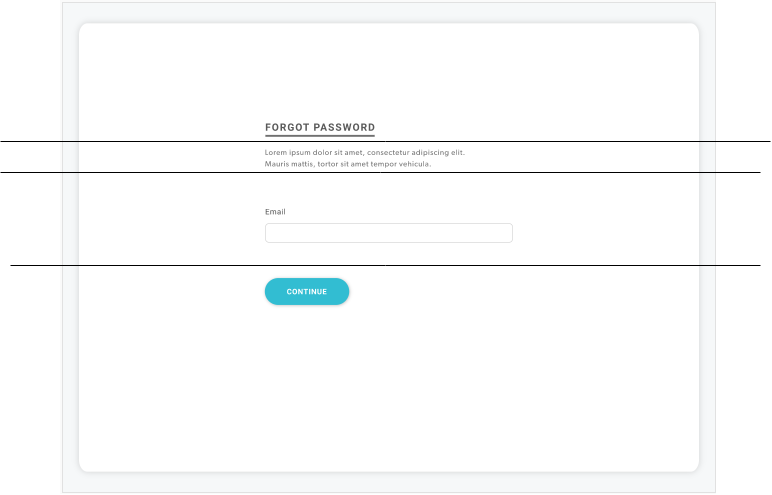 FORGOT PASSWORD
Lorem ipsum dolor sit amet, consectetur adipiscing elit.
Mauris mattis, tortor sit amet tempor vehicula.
Email
CONTINUE